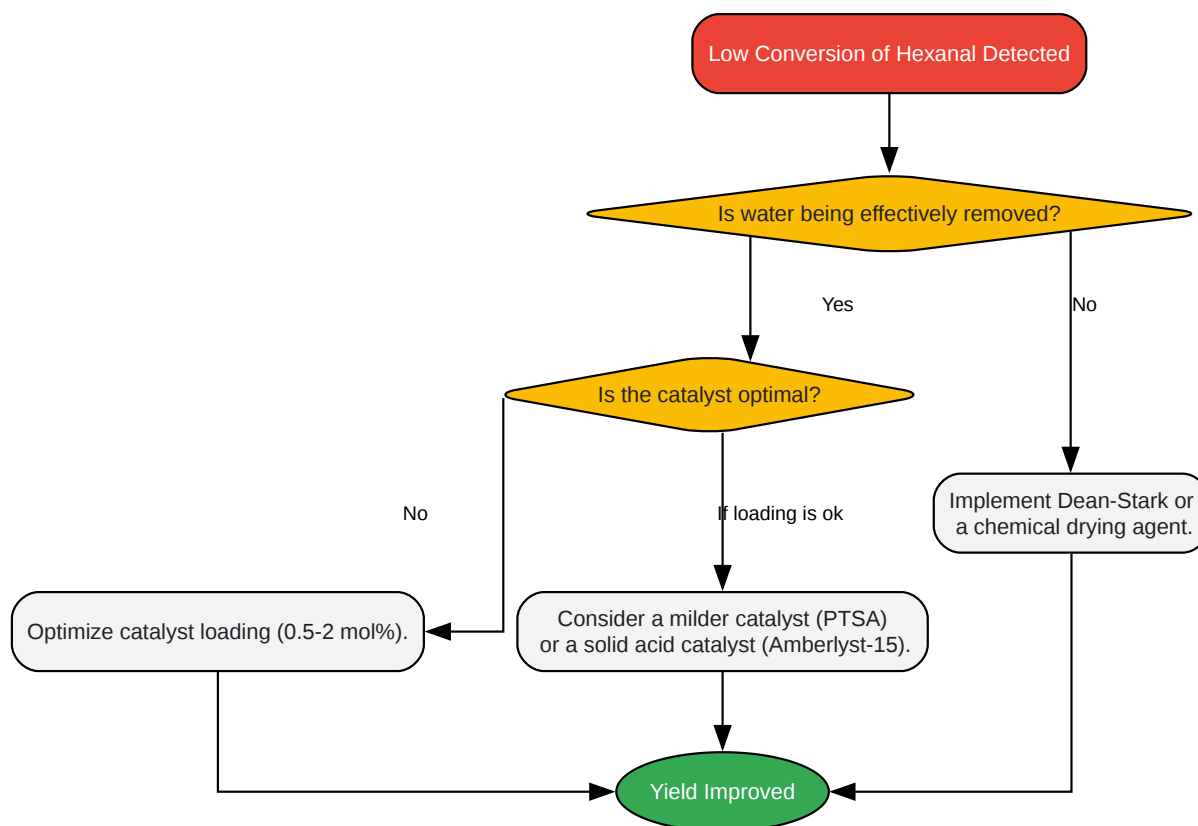 Low Conversion of Hexanal Detected
Is water being effectively removed?
Yes
No
Is the catalyst optimal?
No
If loading is ok
Implement Dean-Stark or
a chemical drying agent.
Optimize catalyst loading (0.5-2 mol%).
Consider a milder catalyst (PTSA)
or a solid acid catalyst (Amberlyst-15).
Yield Improved